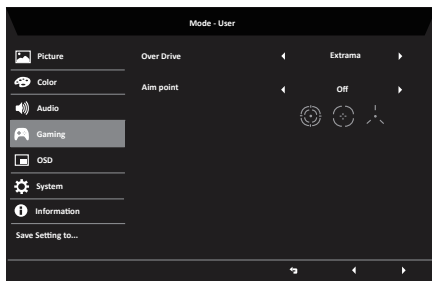 Mode - User
Picture
Over Drive
Extrama
Color
Aim point
Off
Audio
Gaming
OSD
System
Information
Save Setting to...